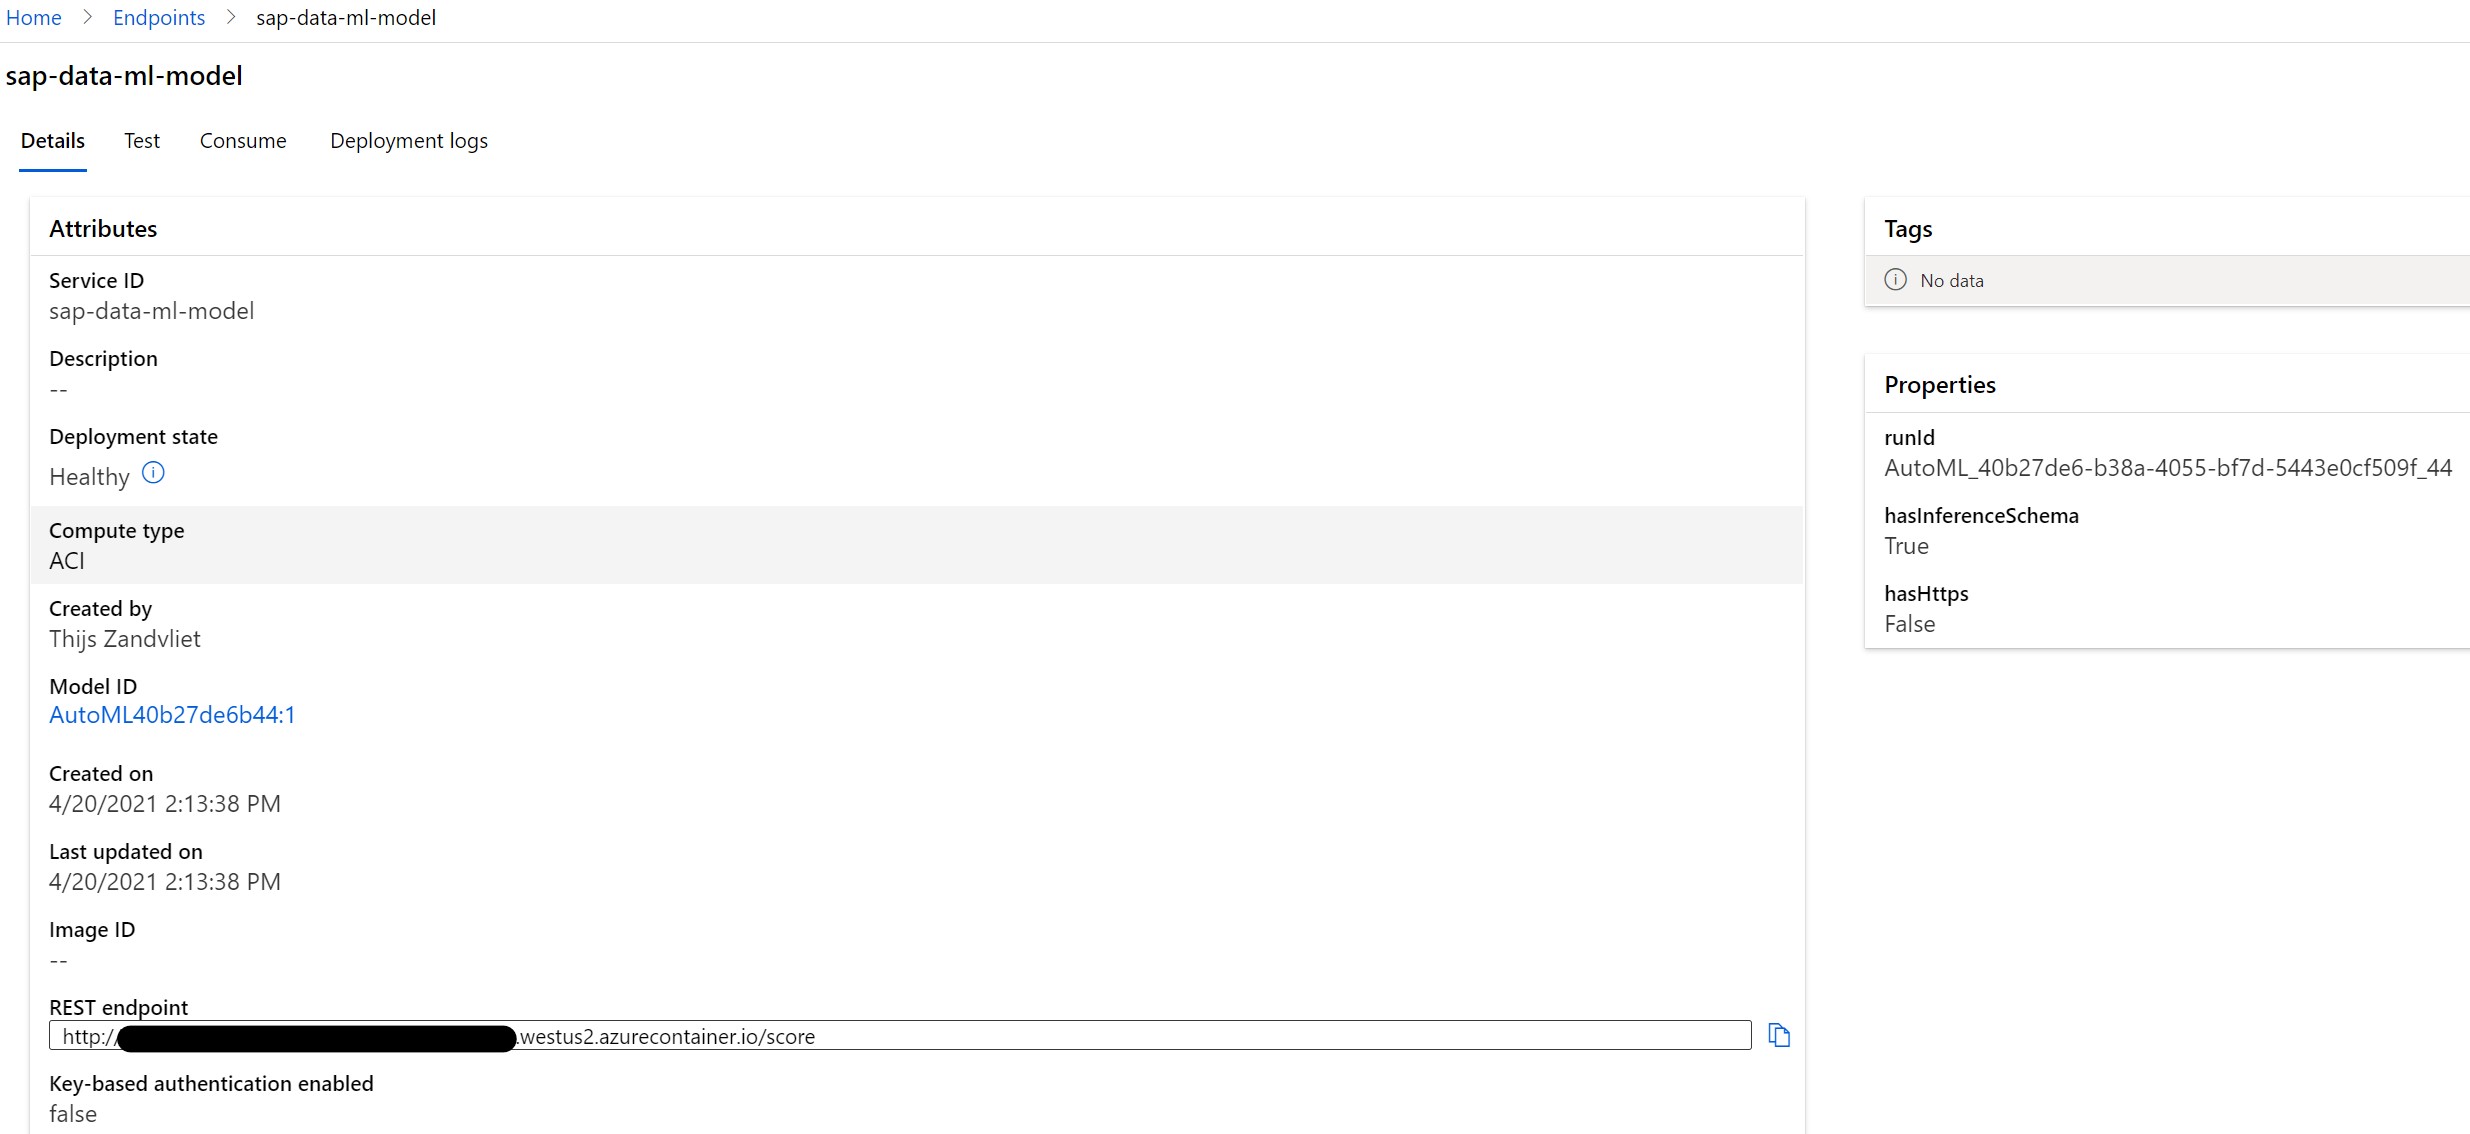 Home > Endpoints > sap-data-ml-model
sap-data-ml-model
Details Test Consume Deployment logs
Attributes
Service ID
sap-data-ml-model
Description
--
Deployment state
Healthy
Compute type
ACI
Created by
Thijs Zandvliet
Model ID
AutoML40b27de6b44:1
Created on
4/20/2021 2:13:38 PM
Last updated on
4/20/2021 2:13:38 PM
Image ID
--
REST endpoint
http:// .westus2.azurecontainer.io/score
Key-based authentication enabled
false
Tags
No data
Properties
runId
AutoML_40b27de6-b38a-4055-bf7d-5443e0cf509f_44
hasInferenceSchema
True
hasHttps
False